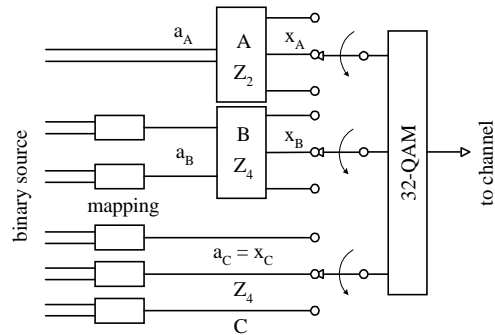 a_A
A
Z_2
x_A
B
Z_4
x_B
a_B
mapping
a_C = x_C
Z_4
C
binary source
32-QAM
to channel